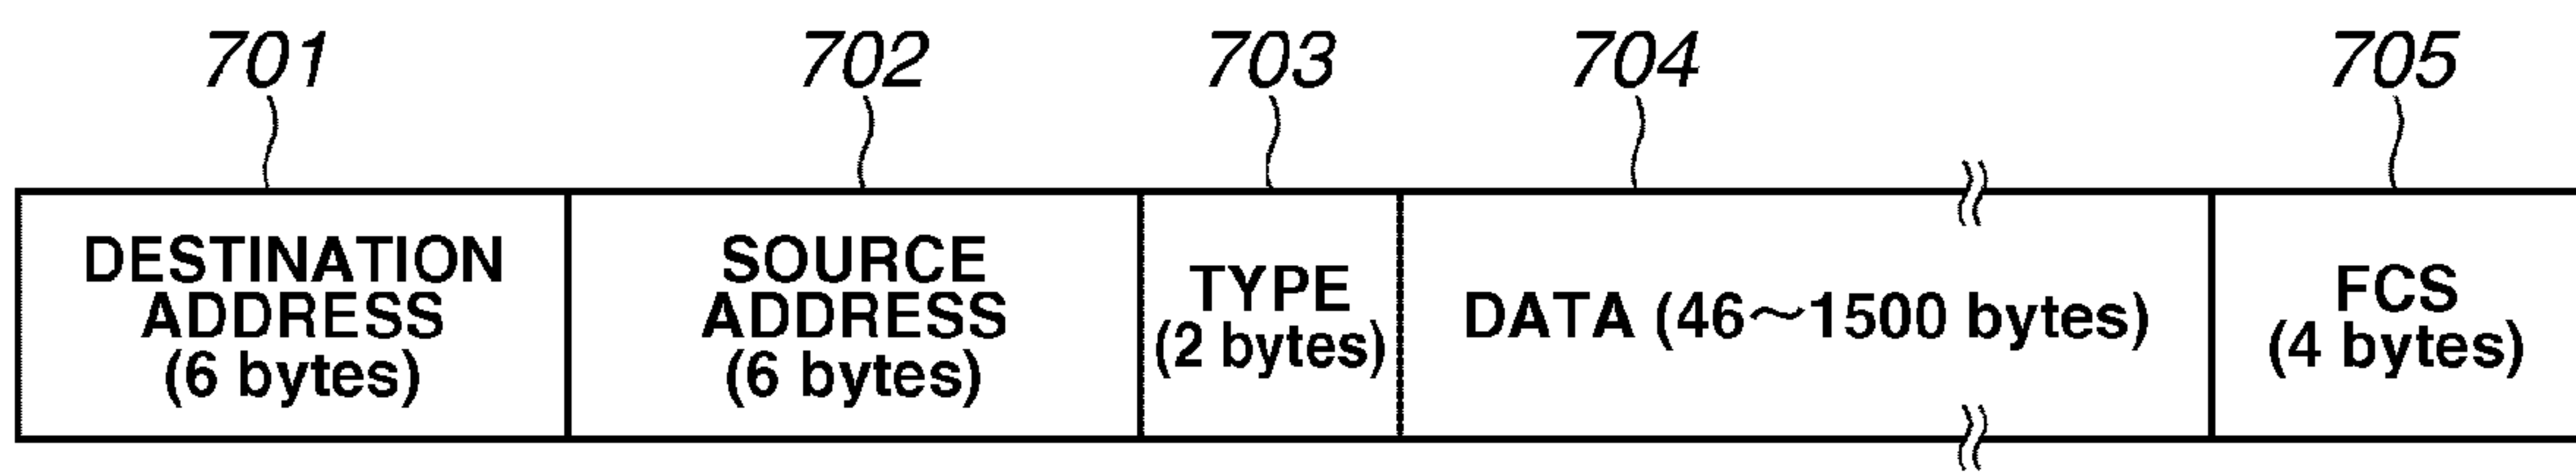 701 702 703 704 705
DESTINATION
ADDRESS
(6 bytes)
SOURCE
ADDRESS
(6 bytes)
TYPE
(2 bytes)
DATA (46～1500 bytes)
FCS
(4 bytes)